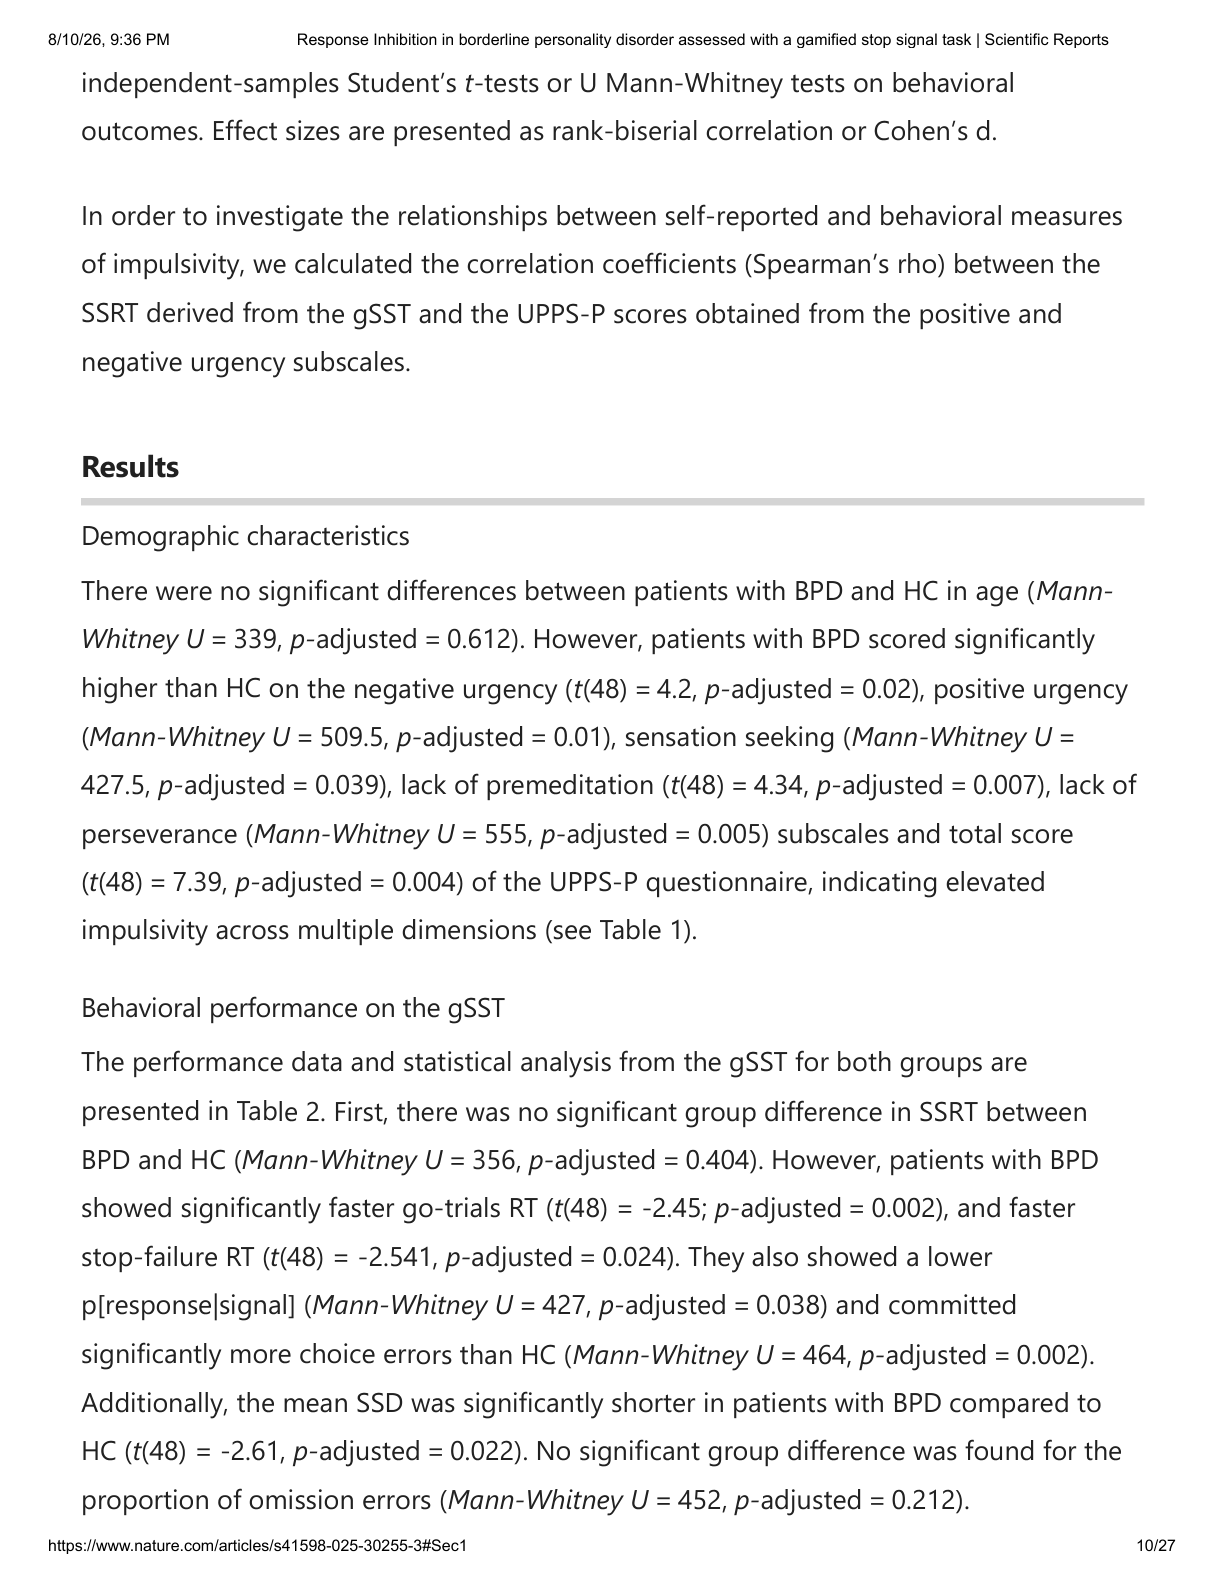 8/10/26, 9:36 PM Response Inhibition in borderline personality disorder assessed with a gamified stop signal task | Scientific Reports
independent-samples Student’s t-tests or U Mann-Whitney tests on behavioral
outcomes. Effect sizes are presented as rank-biserial correlation or Cohen’s d.
In order to investigate the relationships between self-reported and behavioral measures
of impulsivity, we calculated the correlation coefficients (Spearman’s rho) between the
SSRT derived from the gSST and the UPPS-P scores obtained from the positive and
negative urgency subscales.
Results
Demographic characteristics
There were no significant differences between patients with BPD and HC in age (Mann-
Whitney U = 339, p-adjusted = 0.612). However, patients with BPD scored significantly
higher than HC on the negative urgency (t(48) = 4.2, p-adjusted = 0.02), positive urgency
(Mann-Whitney U = 509.5, p-adjusted = 0.01), sensation seeking (Mann-Whitney U =
427.5, p-adjusted = 0.039), lack of premeditation (t(48) = 4.34, p-adjusted = 0.007), lack of
perseverance (Mann-Whitney U = 555, p-adjusted = 0.005) subscales and total score
(t(48) = 7.39, p-adjusted = 0.004) of the UPPS-P questionnaire, indicating elevated
impulsivity across multiple dimensions (see Table 1).
Behavioral performance on the gSST
The performance data and statistical analysis from the gSST for both groups are
presented in Table 2. First, there was no significant group difference in SSRT between
BPD and HC (Mann-Whitney U = 356, p-adjusted = 0.404). However, patients with BPD
showed significantly faster go-trials RT (t(48) = -2.45; p-adjusted = 0.002), and faster
stop-failure RT (t(48) = -2.541, p-adjusted = 0.024). They also showed a lower
p[response|signal] (Mann-Whitney U = 427, p-adjusted = 0.038) and committed
significantly more choice errors than HC (Mann-Whitney U = 464, p-adjusted = 0.002).
Additionally, the mean SSD was significantly shorter in patients with BPD compared to
HC (t(48) = -2.61, p-adjusted = 0.022). No significant group difference was found for the
proportion of omission errors (Mann-Whitney U = 452, p-adjusted = 0.212).
https://www.nature.com/articles/s41598-025-30255-3#Sec1 10/27